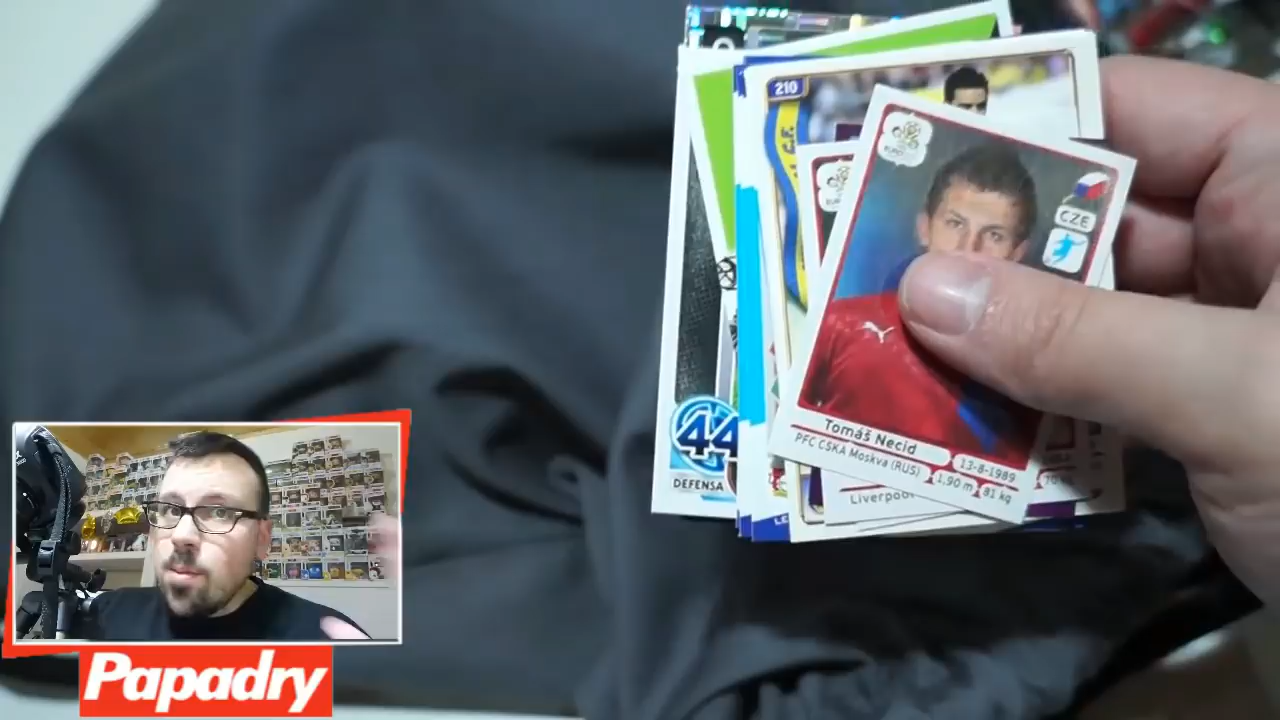 210
C.F.
CZE
44
DEFENSA
Tomáš Necid
PFC CSKA Moskva (RUS)
13-8-1989
1,90 m
81 kg
Liverpool
Papadry